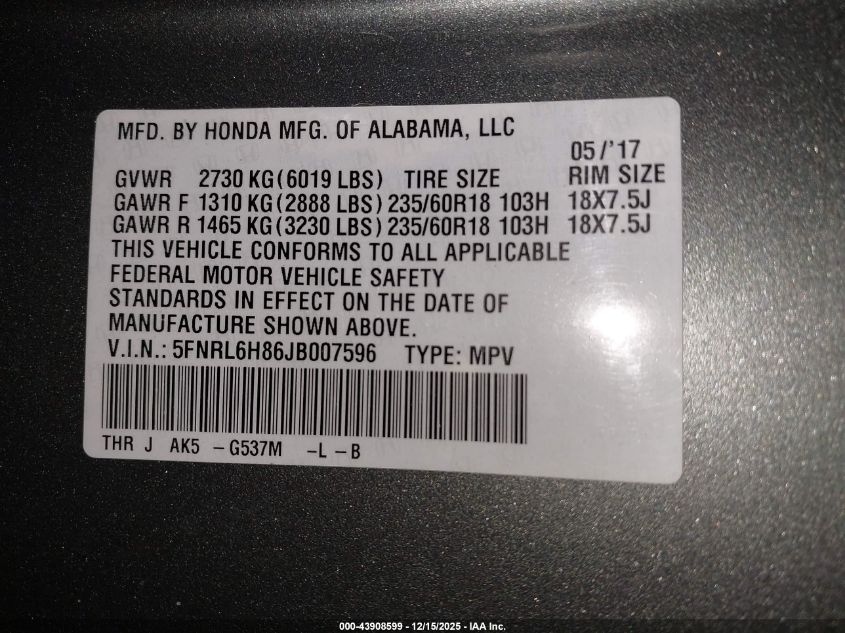 MFD. BY HONDA MFG. OF ALABAMA, LLC
05/'17
GVWR 2730 KG(6019 LBS) TIRE SIZE RIM SIZE
GAWR F 1310 KG(2888 LBS)235/60R18 103H 18X7.5J
GAWR R 1465 KG(3230 LBS)235/60R18 103H 18X7.5J
THIS VEHICLE CONFORMS TO ALL APPLICABLE
FEDERAL MOTOR VEHICLE SAFETY
STANDARDS IN EFFECT ON THE DATE OF
MANUFACTURE SHOWN ABOVE.
V.I.N.: 5FNRL6H86JB007596 TYPE: MPV
THR J AK5 -G537M -L -B
000-43908599 - 12/15/2025 - IAA Inc.